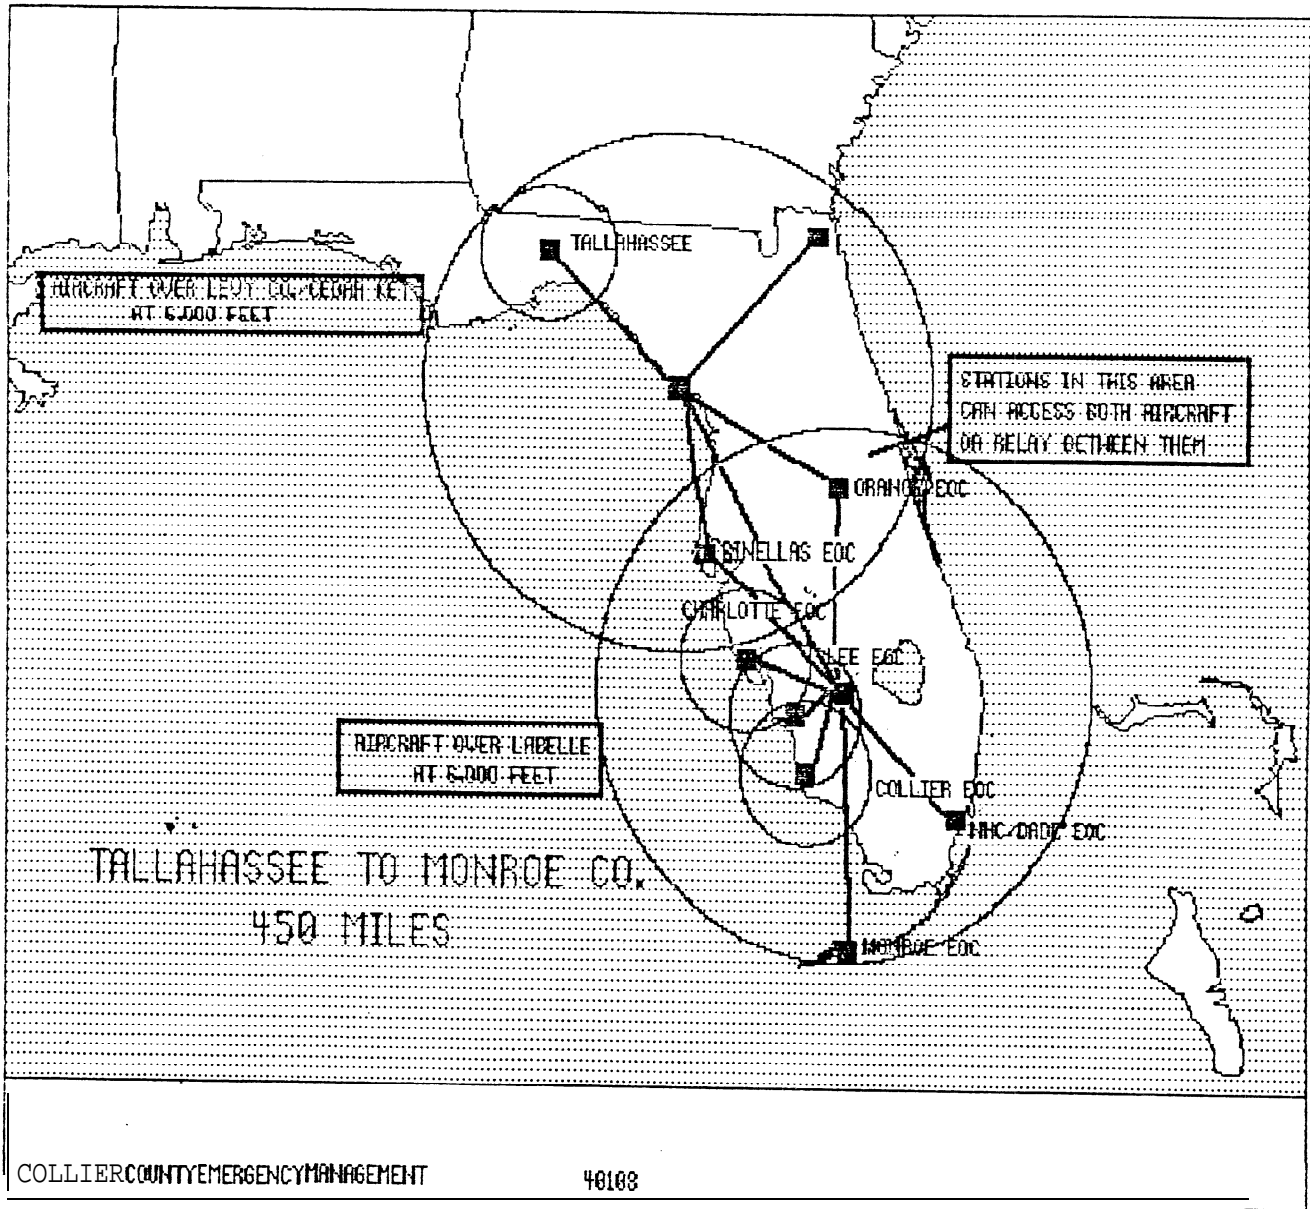 TALLAHASSEE
AIRCRAFT OVER LEVY CO./CEDAR KEY
AT 6,000 FEET
STATIONS IN THIS AREA
CAN ACCESS BOTH AIRCRAFT
OR RELAY BETWEEN THEM
ORANGE EOC
PINELLAS EOC
CHARLOTTE EOC
LEE EOC
AIRCRAFT OVER LABELLE
AT 6,000 FEET
COLLIER EOC
NHC/DADE EOC
TALLAHASSEE TO MONROE CO.
450 MILES
MONROE EOC
COLLIERCOUNTYEMERGENCYMANAGEMENT